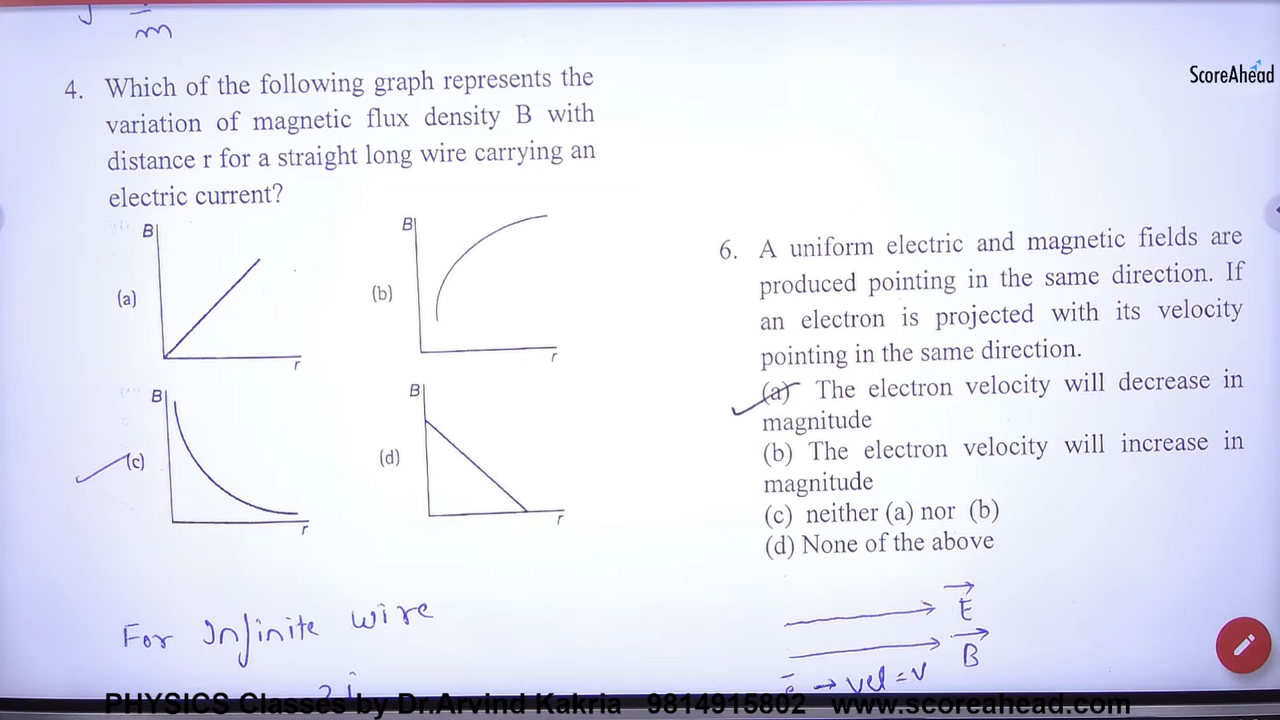 m
ScoreAhead
4. Which of the following graph represents the
variation of magnetic flux density B with
distance r for a straight long wire carrying an
electric current?
(a) B r
(b) B r
(c) B r
(d) B r
For Infinite wire
2i
6. A uniform electric and magnetic fields are
produced pointing in the same direction. If
an electron is projected with its velocity
pointing in the same direction.
(a) The electron velocity will decrease in
magnitude
(b) The electron velocity will increase in
magnitude
(c) neither (a) nor (b)
(d) None of the above
E
B
e → vel = v
PHYSICS Classes by Dr.Arvind Kakria 9814915802 www.scoreahead.com